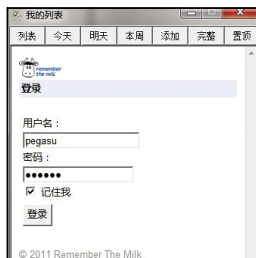 我的列表
列表 今天 明天 本周 添加 完整 置顶
remember
the milk
登录
用户名：
pegasu
密码：
●●●●●●
记住我
登录
© 2011 Remember The Milk